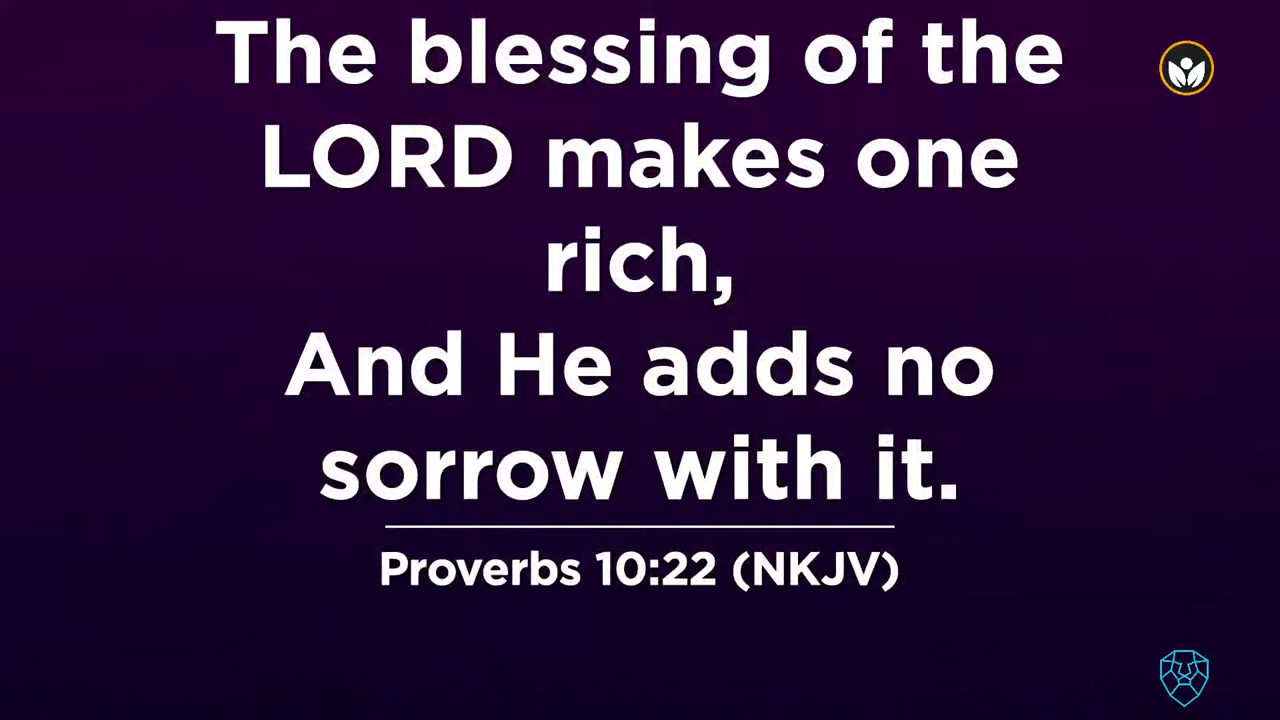 The blessing of the
LORD makes one
rich,
And He adds no
sorrow with it.
Proverbs 10:22 (NKJV)